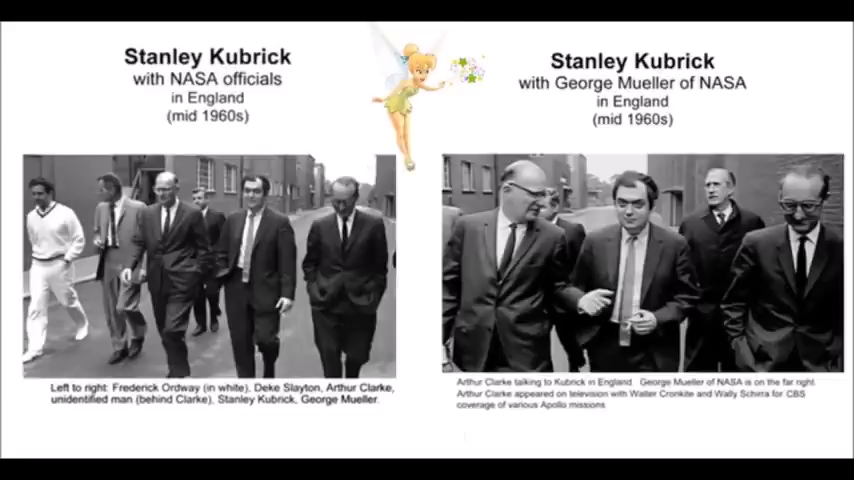 Stanley Kubrick
with NASA officials
in England
(mid 1960s)
Left to right: Frederick Ordway (in white), Deke Slayton, Arthur Clarke,
unidentified man (behind Clarke), Stanley Kubrick, George Mueller.
Stanley Kubrick
with George Mueller of NASA
in England
(mid 1960s)
Arthur Clarke talking to Kubrick in England. George Mueller of NASA is on the far right.
Arthur Clarke appeared on television with Walter Cronkite and Wally Schirra for CBS
coverage of various Apollo missions